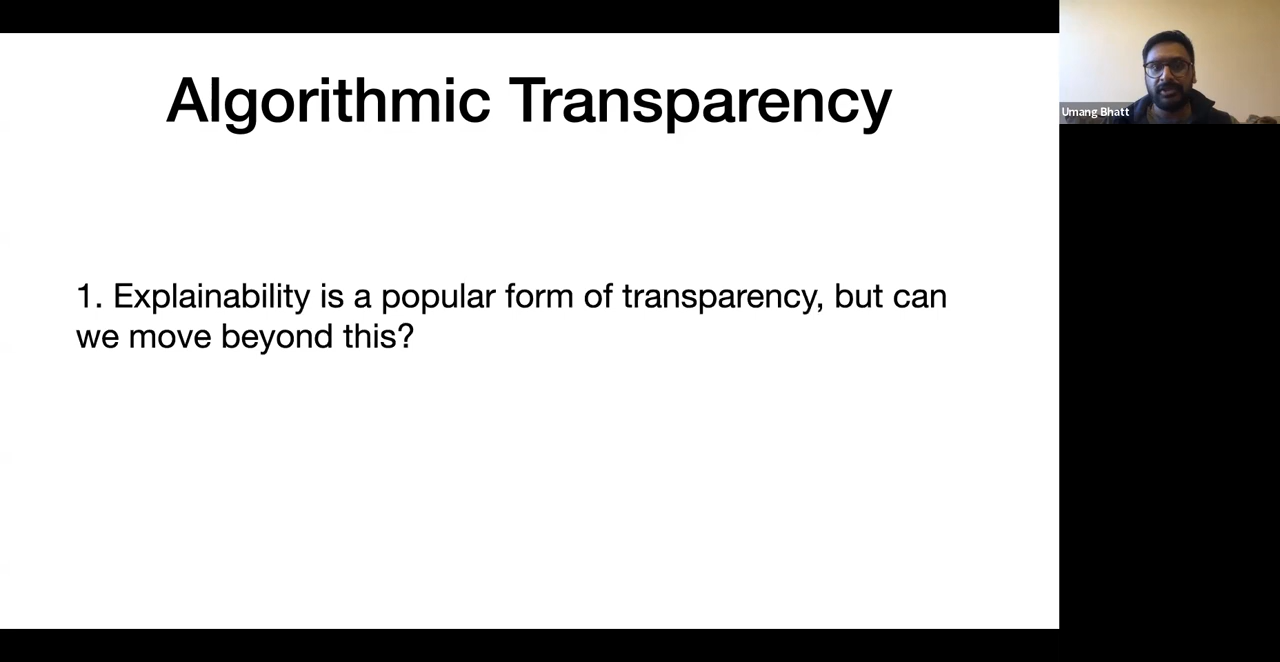 Algorithmic Transparency
Umang Bhatt
1. Explainability is a popular form of transparency, but can
we move beyond this?